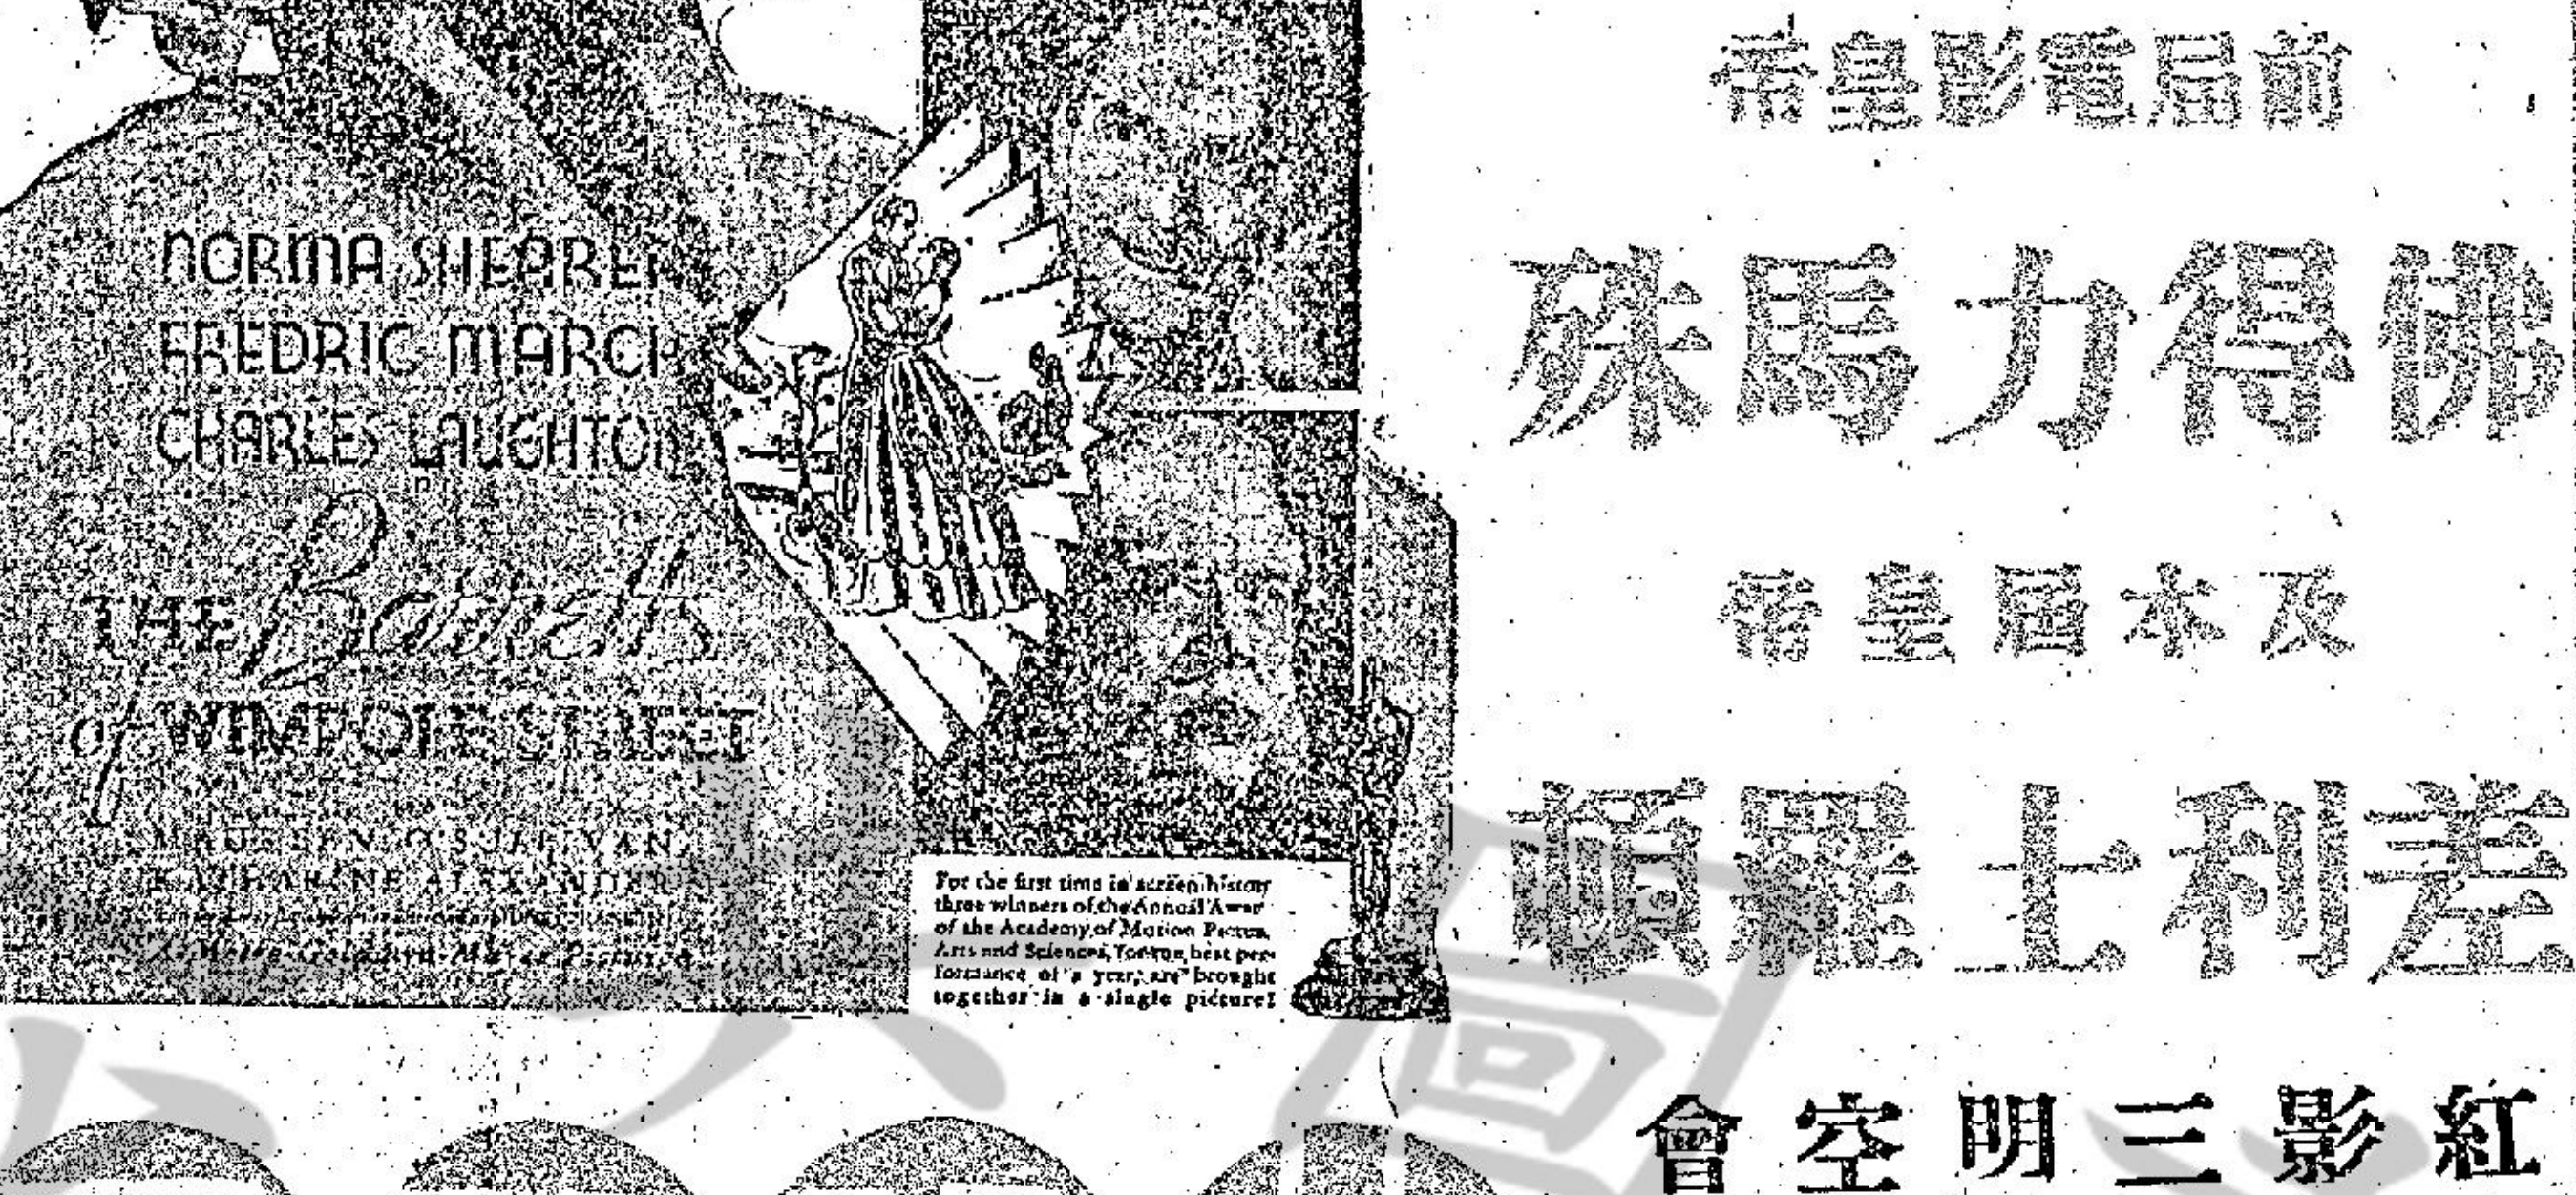 NORMA SHEARER
FREDRIC MARCH
CHARLES LAUGHTON
THE Barretts
of WIMPOLE STREET
MAUREEN O'SULLIVAN
KATHARINE ALEXANDER
A Metro-Goldwyn-Mayer Picture
For the first time in screen history
three winners of the Annual Awar
of the Academy of Motion Picture
Arts and Sciences, for the best per-
formance of a year, are brought
together in a single picture!
前屆電影皇帝
佛得力馬殊
及本屆皇帝
差利士羅頓
紅影三明空會
圖